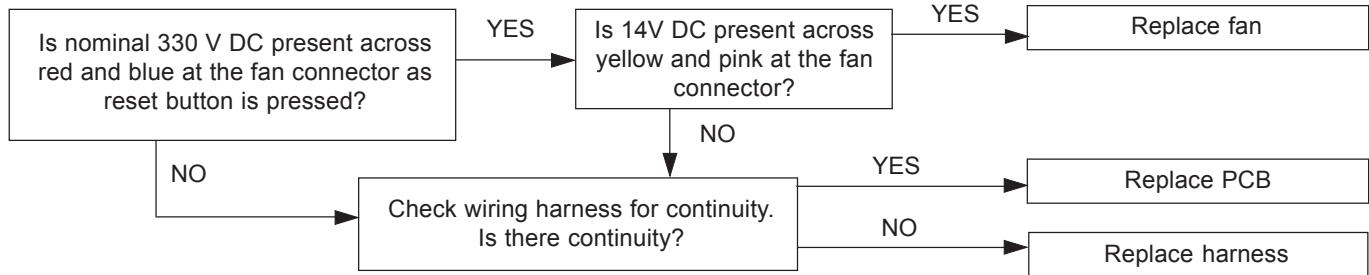 Is nominal 330 V DC present across
red and blue at the fan connector as
reset button is pressed?
YES
Is 14V DC present across
yellow and pink at the fan
connector?
YES
Replace fan
NO
NO
Check wiring harness for continuity.
Is there continuity?
YES
Replace PCB
NO
Replace harness